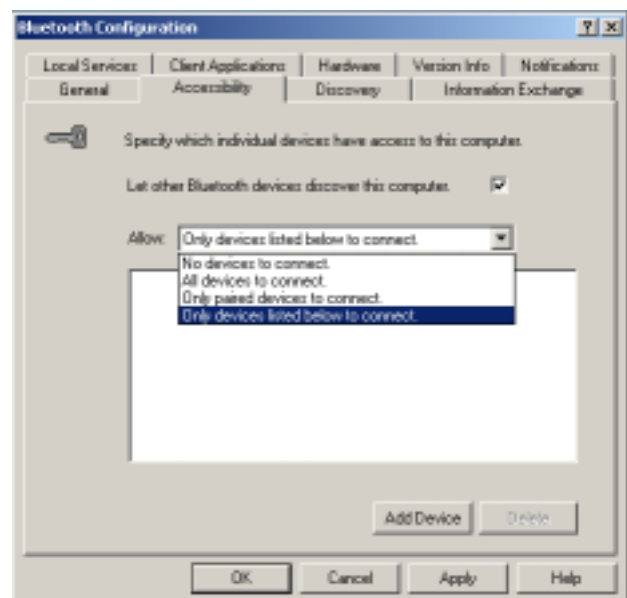 Bluetooth Configuration
Local Services Client Applications Hardware Version Info Notifications
General Accessibility Discovery Information Exchange
Specify which individual devices have access to this computer.
Let other Bluetooth devices discover this computer.
Allow: Only devices listed below to connect.
No devices to connect.
All devices to connect.
Only paired devices to connect.
Only devices listed below to connect.
Add Device Delete
OK Cancel Apply Help